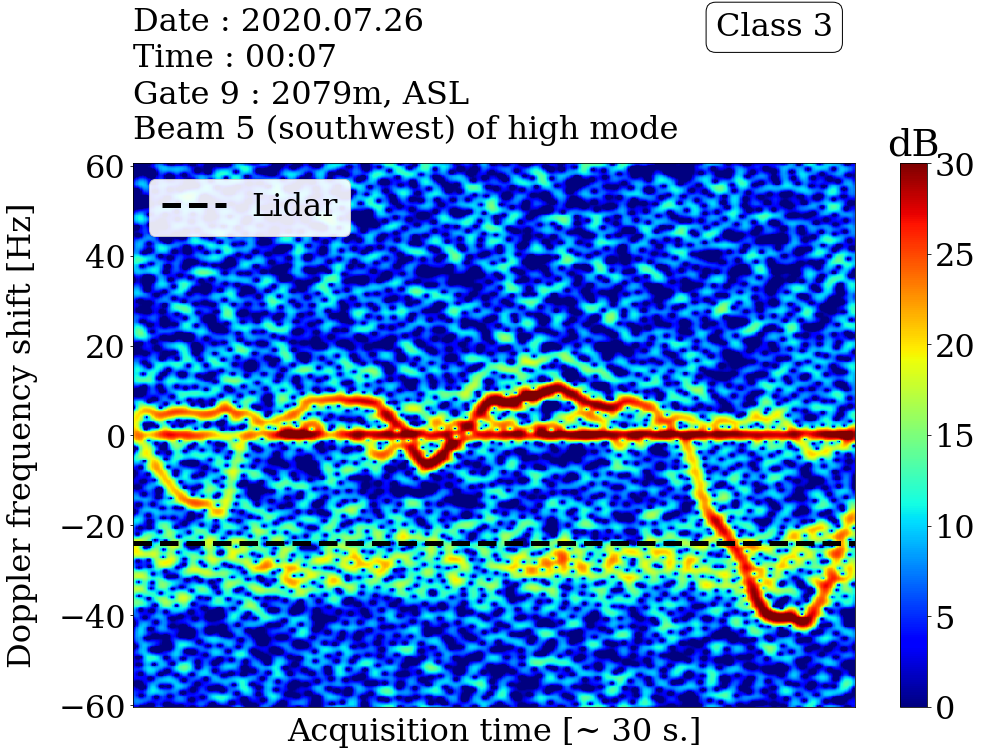 Date : 2020.07.26
Time : 00:07
Gate 9 : 2079m, ASL
Beam 5 (southwest) of high mode
Class 3
dB
Lidar
60
40
20
0
−20
−40
−60
Doppler frequency shift [Hz]
Acquisition time [~ 30 s.]
30
25
20
15
10
5
0